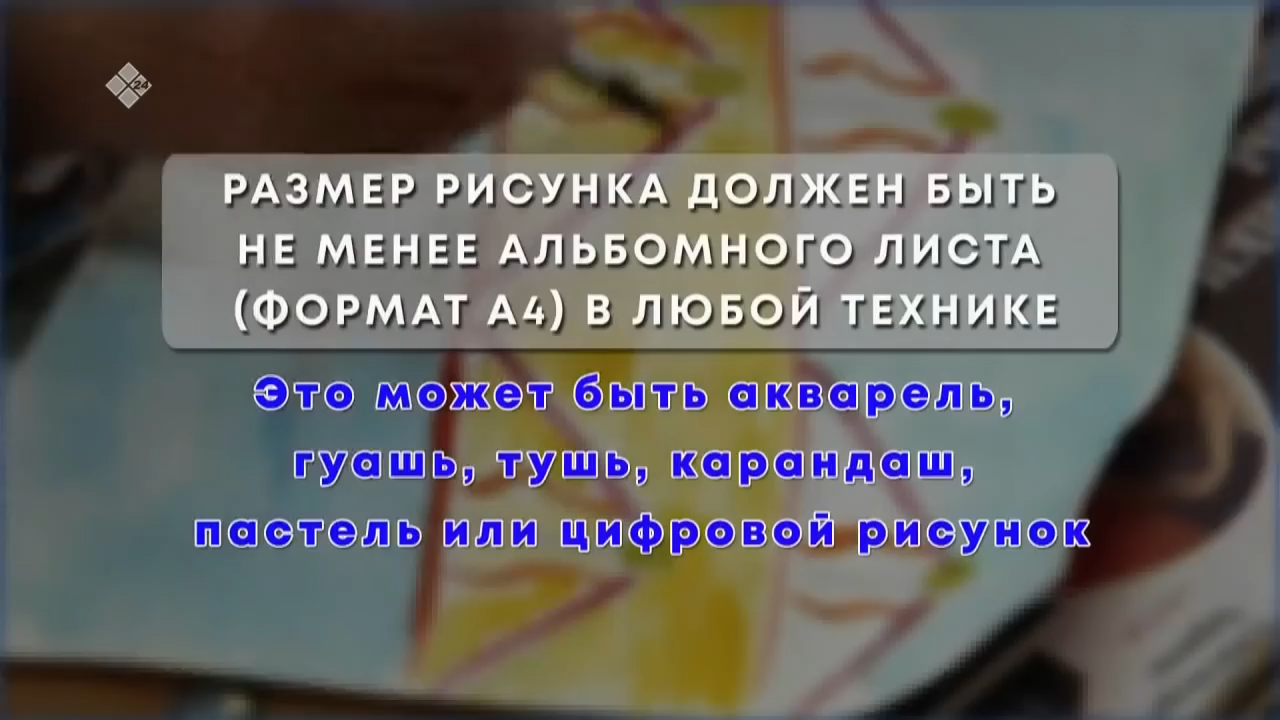 24
РАЗМЕР РИСУНКА ДОЛЖЕН БЫТЬ
НЕ МЕНЕЕ АЛЬБОМНОГО ЛИСТА
(ФОРМАТ А4) В ЛЮБОЙ ТЕХНИКЕ
Это может быть акварель,
гуашь, тушь, карандаш,
пастель или цифровой рисунок